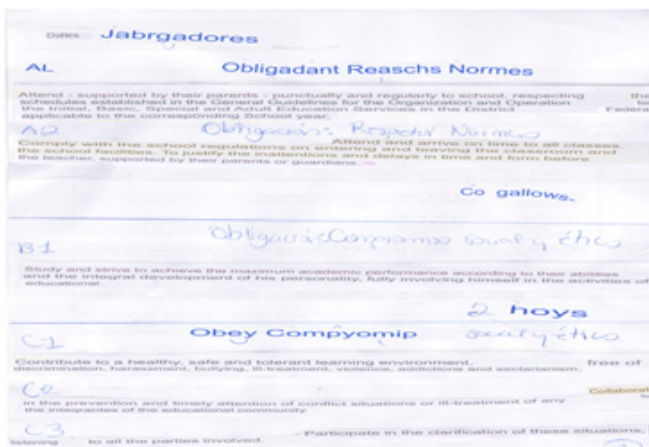 Duties Jabrgadores
AL Obligadant Reaschs Normes
Attend - supported by their parents - punctually and regularly to school, respecting the
schedules established in the General Guidelines for the Organization and Operation
the Initial, Basic, Special and Adult Education Services in the District Federal
applicable to the corresponding School year.
A2 Obligación: Respetar Normas
Comply with the school regulations on entering and leaving the classroom and Attend and arrive on time to all classes.
the school facilities. To justify the inattentions and delays in time and form before
the teacher, supported by their parents or guardians.
Co gallows.
B1 Obligación: Compromiso social y ético
Study and strive to achieve the maximum academic performance according to their abilities
and the integral development of his personality, fully involving himself in the activities of
educational.
2 hoys
C1 Obey Compyomip social y ético.
Contribute to a healthy, safe and tolerant learning environment, free of
discrimination, harassment, bullying, ill-treatment, violence, addictions and sectarianism.
C2 Collaborat
in the prevention and timely attention of conflict situations or ill-treatment of any
the integrandes of the educational community
C3 Participate in the clarification of these situations,
listening to all the parties involved.